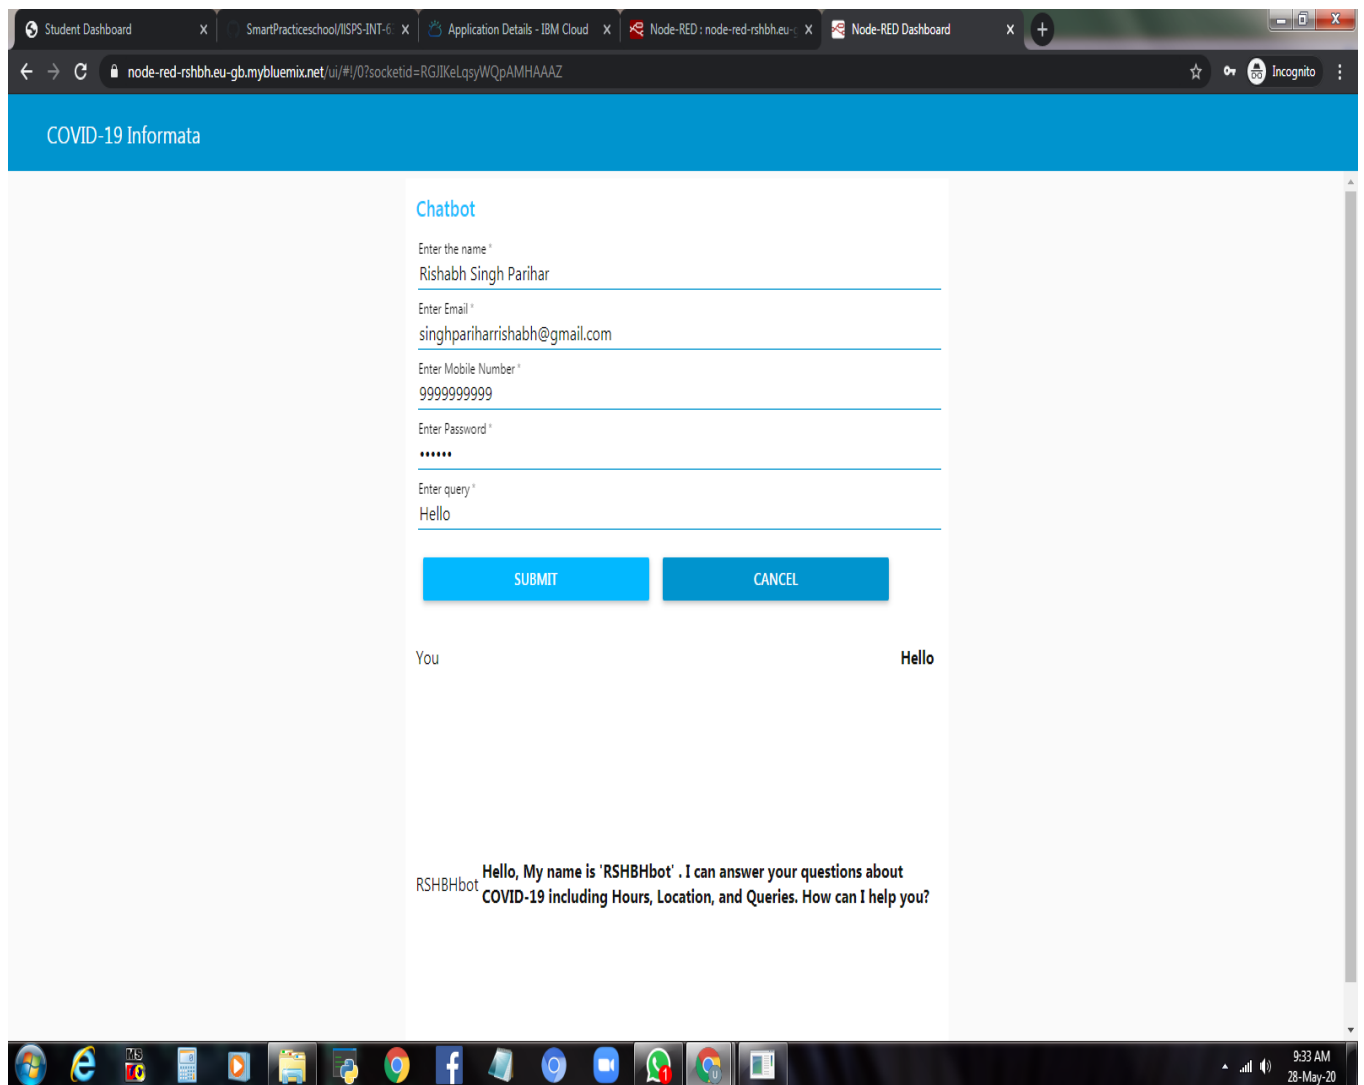 Student Dashboard
SmartPracticeschool/IISPS-INT-6
Application Details - IBM Cloud
Node-RED : node-red-rshbh.eu-g
Node-RED Dashboard
node-red-rshbh.eu-gb.mybluemix.net/ui/#!/0?socketid=RGJIKeLqsyWQpAMHAAAZ
Incognito
COVID-19 Informata
Chatbot
Enter the name *
Rishabh Singh Parihar
Enter Email *
singhpariharrishabh@gmail.com
Enter Mobile Number *
9999999999
Enter Password *
••••••
Enter query *
Hello
SUBMIT CANCEL
You Hello
RSHBHbot Hello, My name is 'RSHBHbot' . I can answer your questions about
COVID-19 including Hours, Location, and Queries. How can I help you?
9:33 AM
28-May-20